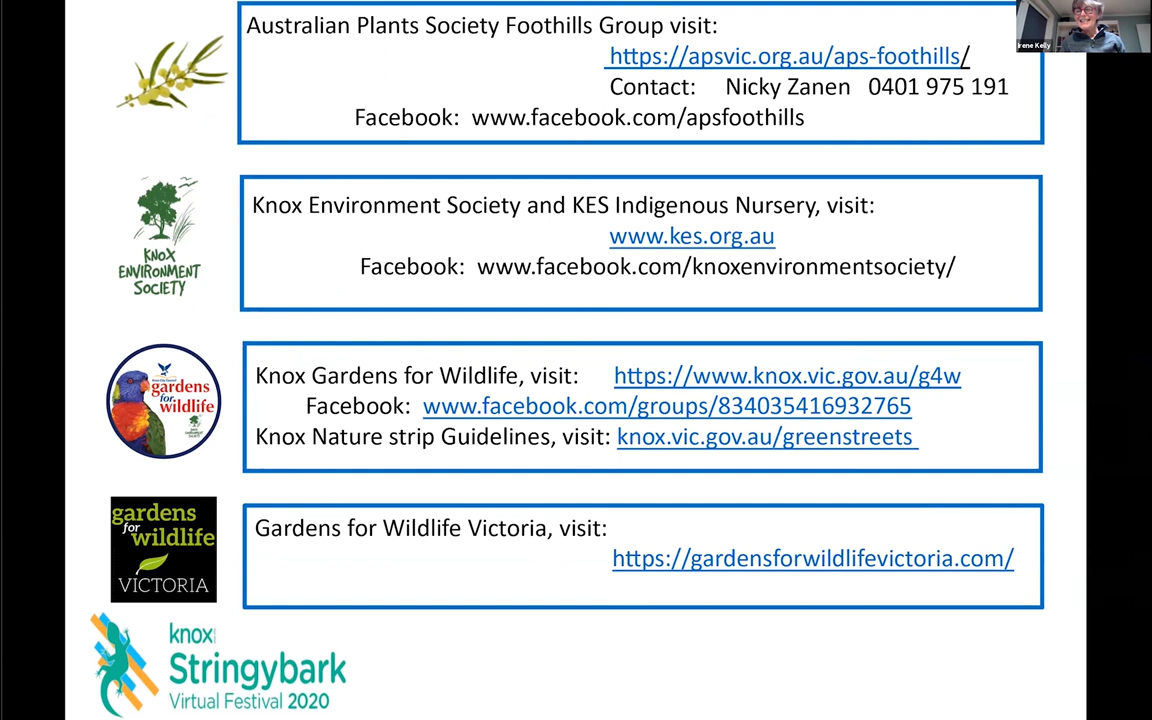 Australian Plants Society Foothills Group visit:
https://apsvic.org.au/aps-foothills/
Contact: Nicky Zanen 0401 975 191
Facebook: www.facebook.com/apsfoothills
Irene Kelly
KNOX
ENVIRONMENT
SOCIETY
Knox Environment Society and KES Indigenous Nursery, visit:
www.kes.org.au
Facebook: www.facebook.com/knoxenvironmentsociety/
gardens
for
wildlife
Knox Gardens for Wildlife, visit: https://www.knox.vic.gov.au/g4w
Facebook: www.facebook.com/groups/834035416932765
Knox Nature strip Guidelines, visit: knox.vic.gov.au/greenstreets
gardens
for
wildlife
VICTORIA
Gardens for Wildlife Victoria, visit:
https://gardensforwildlifevictoria.com/
knox
Stringybark
Virtual Festival 2020